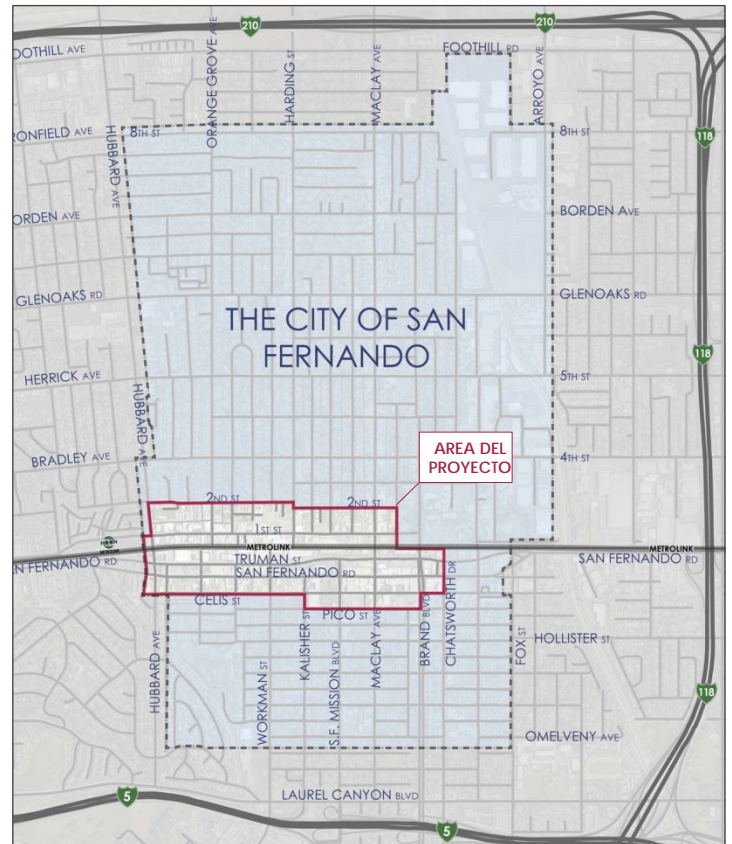 210
210
FOOTHILL RD
OOTHILL AVE
ORANGE GROVE AVE
HARDING ST
MACLAY AVE
ARROYO AVE
RONFIELD AVE
HUBBARD AVE
8TH ST
8TH ST
118
ORDEN AVE
BORDEN AVE
GLENOAKS RD
GLENOAKS RD
THE CITY OF SAN
FERNANDO
118
HERRICK AVE
5TH ST
HUBBARD AVE
BRADLEY AVE
AREA DEL
PROYECTO
4TH ST
2ND ST
2ND ST
1ST ST
METROLINK
METROLINK
TRUMAN ST
N FERNANDO RD
SAN FERNANDO RD
SAN FERNANDO RD
CELIS ST
PICO ST
HUBBARD AVE
WORKMAN ST
KALISHER ST
S.F. MISSION BLVD
MACLAY AVE
BRAND BLVD
CHATSWORTH DR
FOX ST
HOLLISTER ST
118
OMELVENY AVE
5
LAUREL CANYON BLVD
5